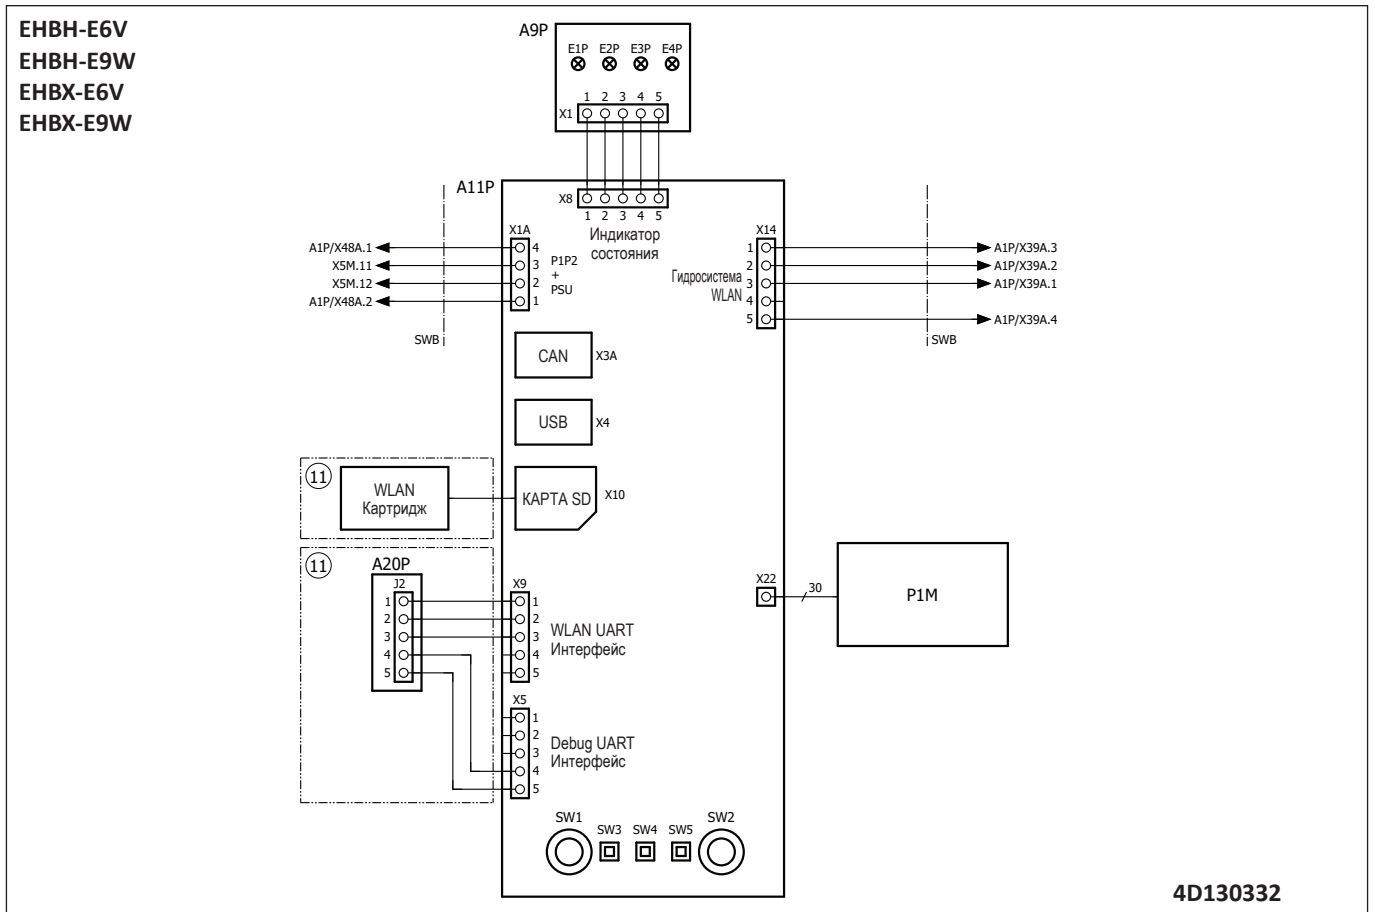 EHBH-E6V
EHBH-E9W
EHBX-E6V
EHBX-E9W
A9P
E1P E2P E3P E4P
1 2 3 4 5
X1
A11P
X8
1 2 3 4 5
Индикатор
состояния
X1A
4
3
2
1
P1P2
+
PSU
A1P/X48A.1
X5M.11
X5M.12
A1P/X48A.2
SWB
X14
1
2
3
4
5
Гидросистема
WLAN
A1P/X39A.3
A1P/X39A.2
A1P/X39A.1
A1P/X39A.4
SWB
CAN X3A
USB X4
11
WLAN
Картридж
КАРТА SD X10
11
A20P
J2
1
2
3
4
5
X9
1
2
3
4
5
WLAN UART
Интерфейс
X22
30
P1M
X5
1
2
3
4
5
Debug UART
Интерфейс
SW1 SW3 SW4 SW5 SW2
4D130332